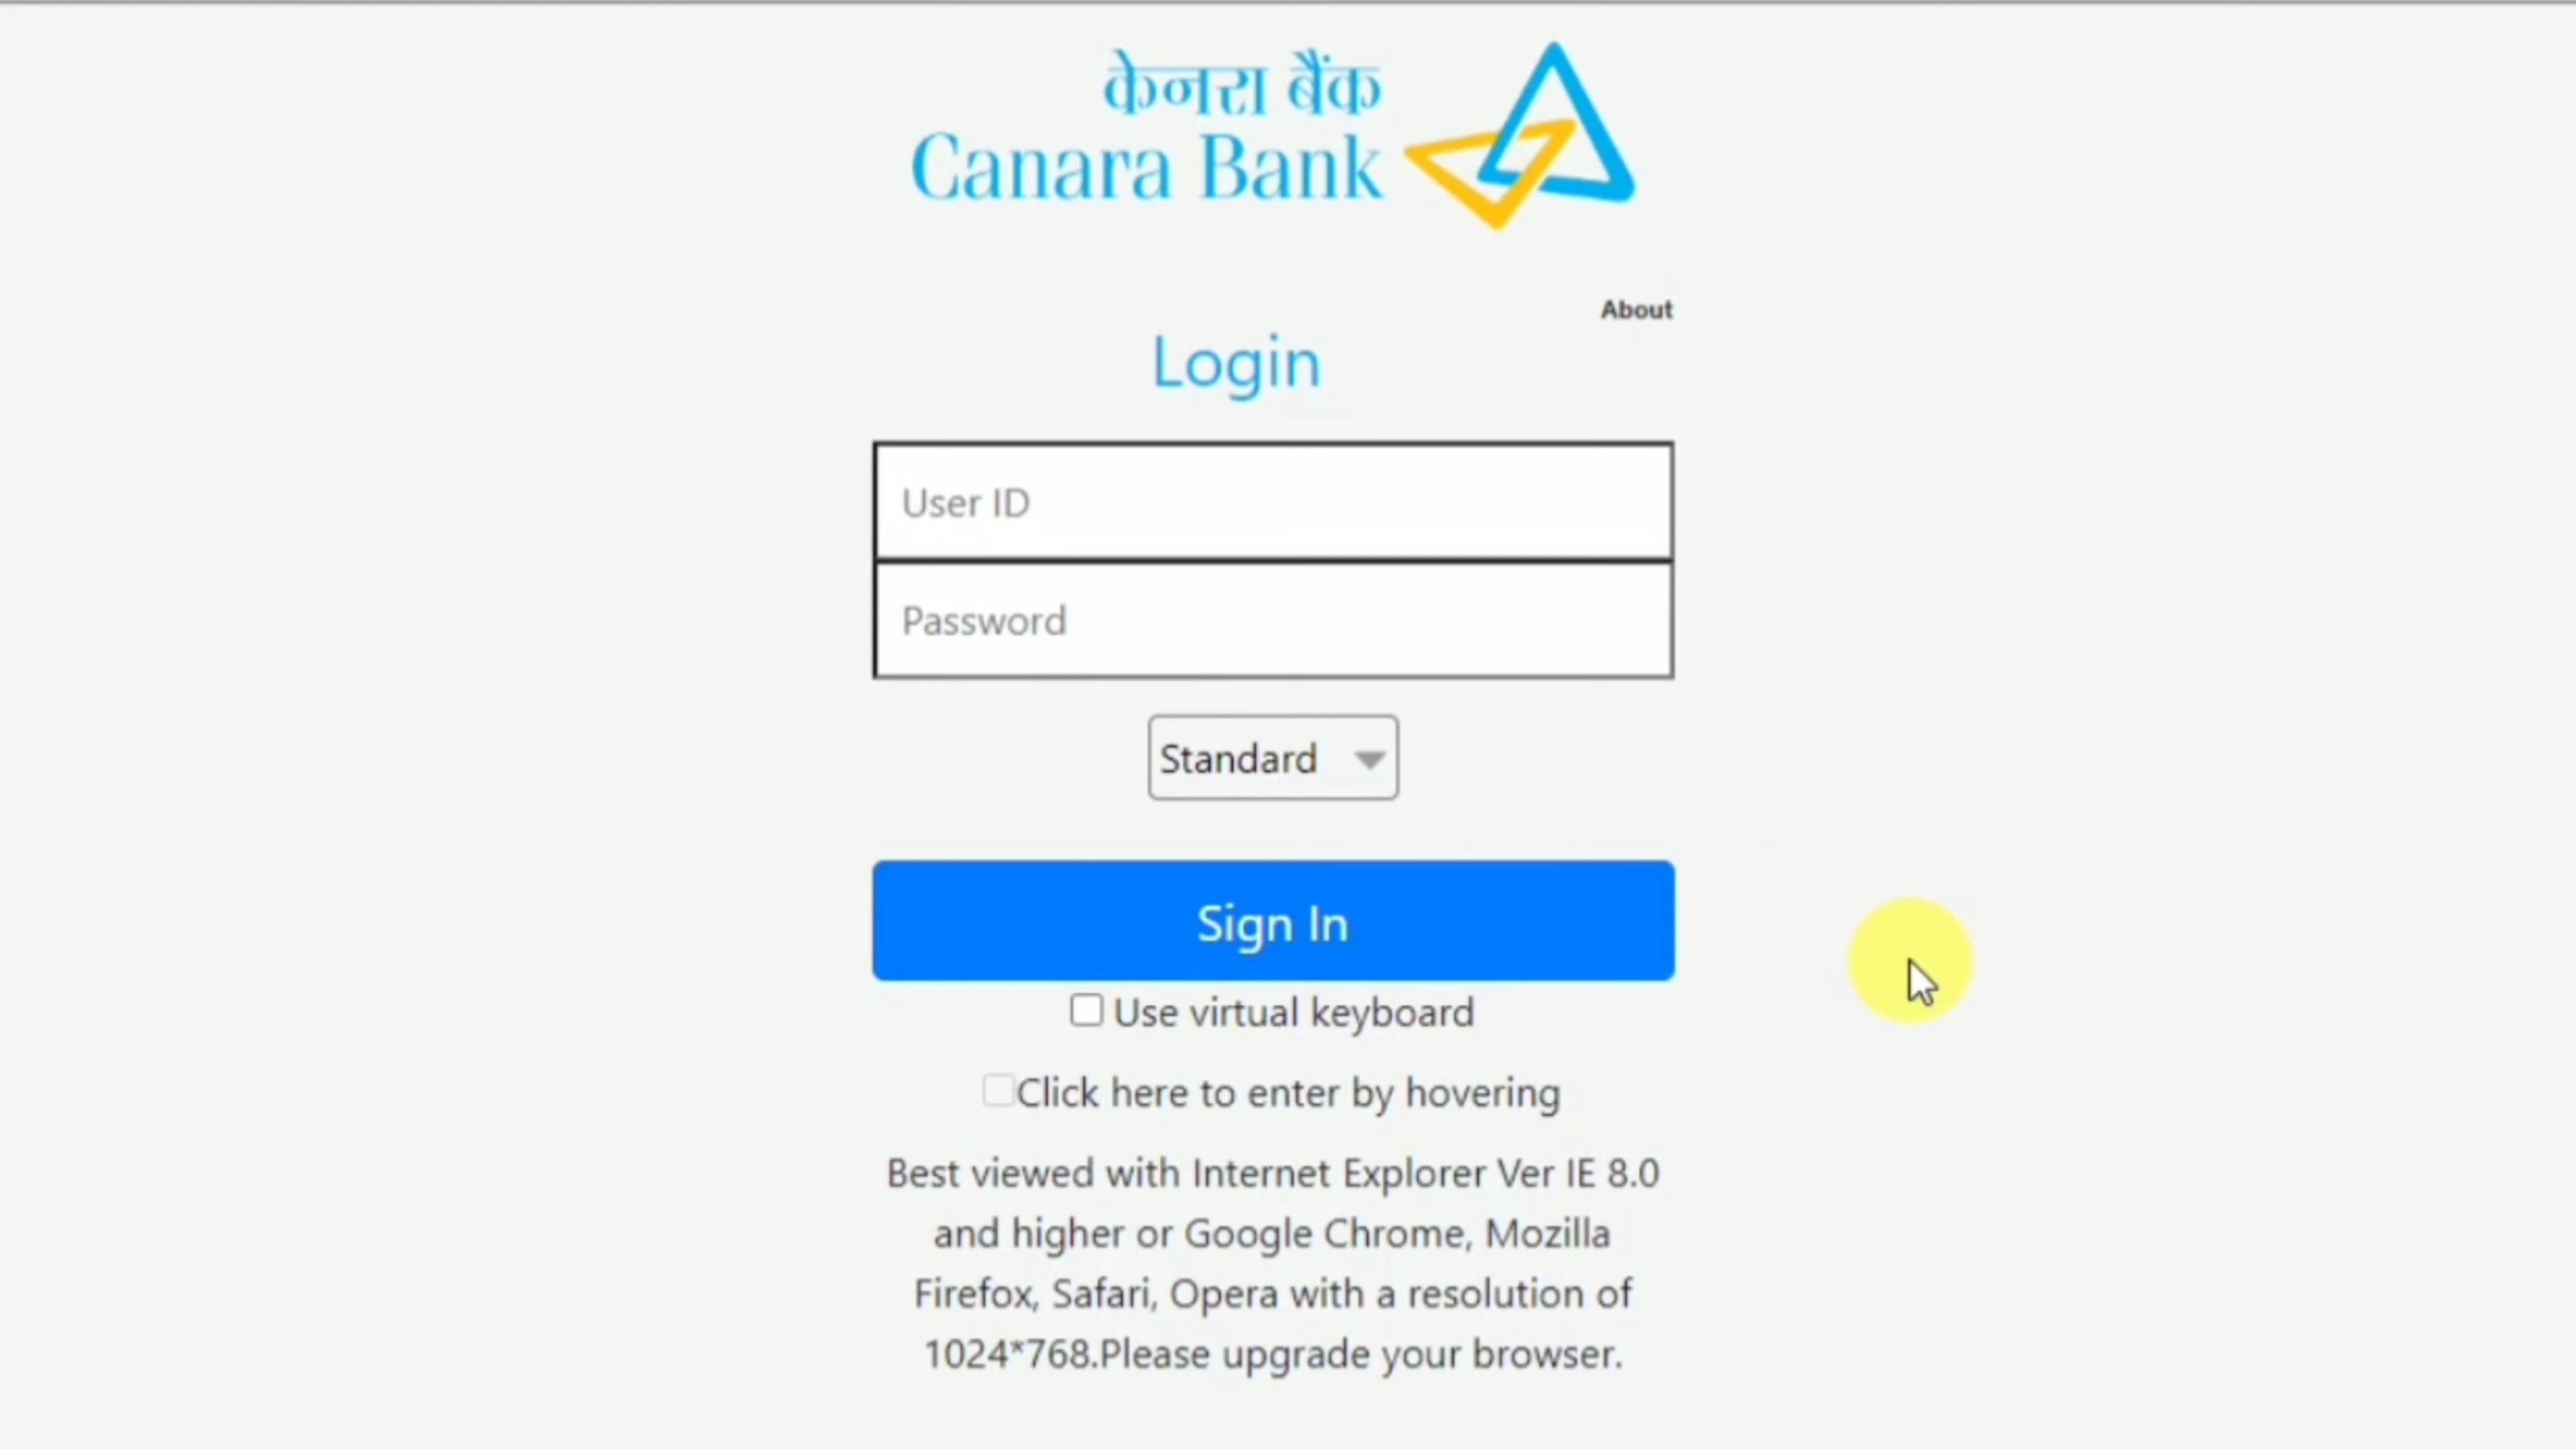 केनरा बैंक
Canara Bank
About
Login
User ID
Password
Standard
Sign In
Use virtual keyboard
Click here to enter by hovering
Best viewed with Internet Explorer Ver IE 8.0
and higher or Google Chrome, Mozilla
Firefox, Safari, Opera with a resolution of
1024*768.Please upgrade your browser.